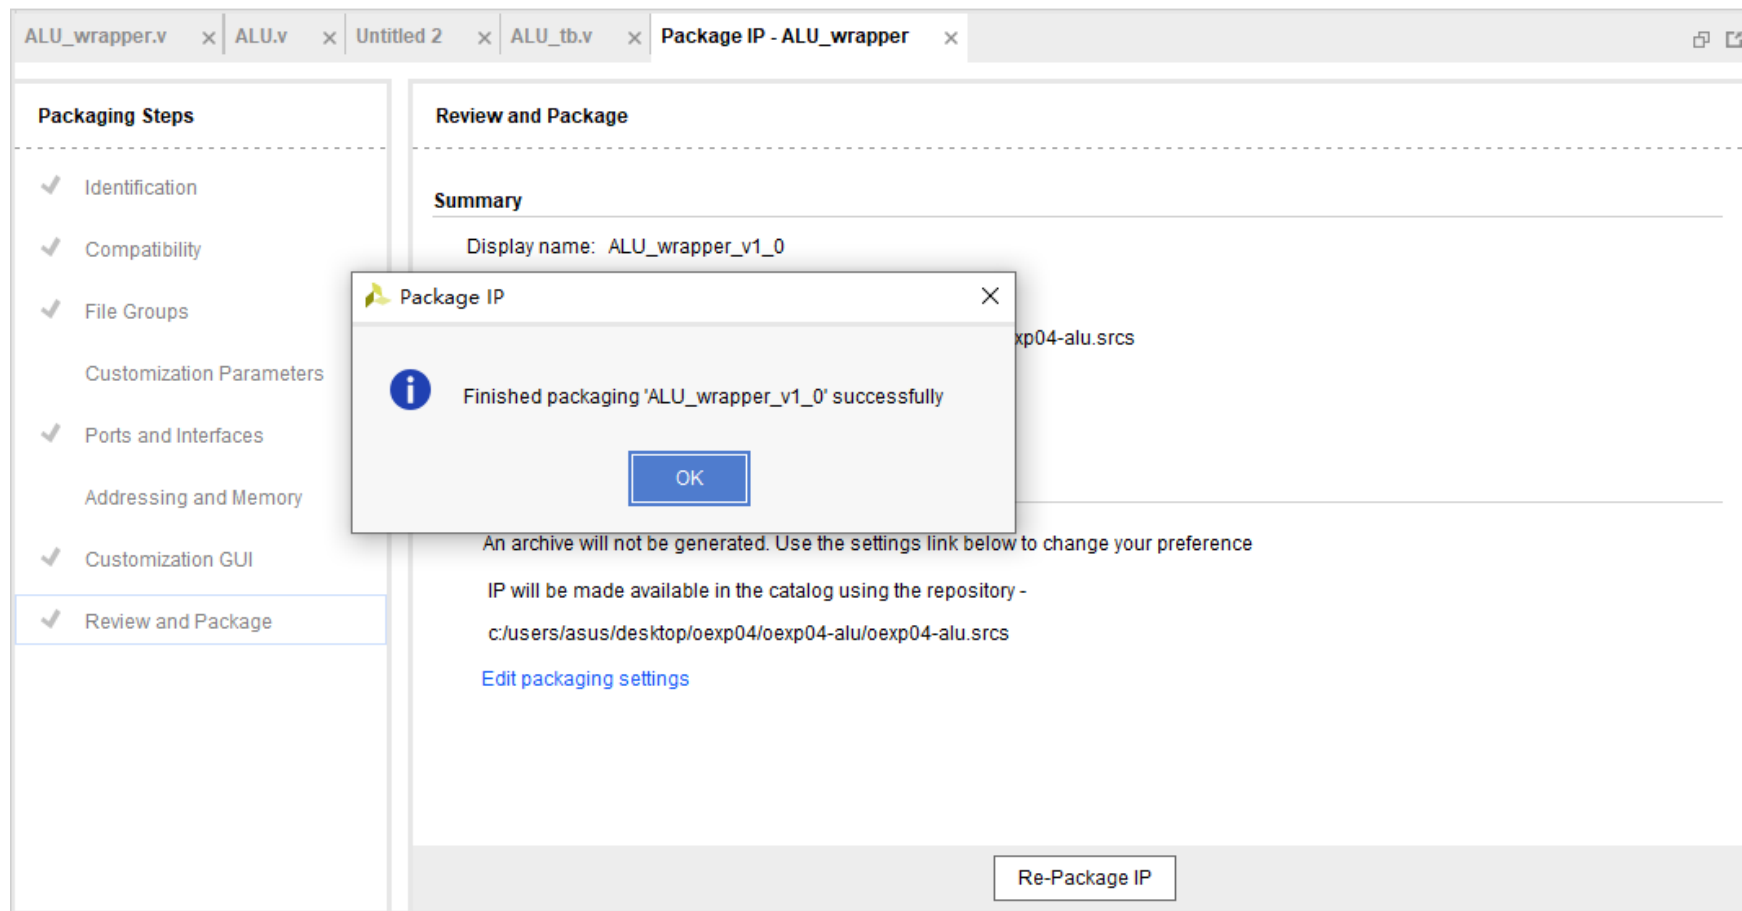 ALU_wrapper.v ALU.v Untitled 2 ALU_tb.v Package IP - ALU_wrapper
Packaging Steps
Identification
Compatibility
File Groups
Customization Parameters
Ports and Interfaces
Addressing and Memory
Customization GUI
Review and Package
Review and Package
Summary
Display name: ALU_wrapper_v1_0
xp04-alu.srcs
Package IP
Finished packaging 'ALU_wrapper_v1_0' successfully
OK
An archive will not be generated. Use the settings link below to change your preference
IP will be made available in the catalog using the repository -
c:/users/asus/desktop/oexp04/oexp04-alu/oexp04-alu.srcs
Edit packaging settings
Re-Package IP